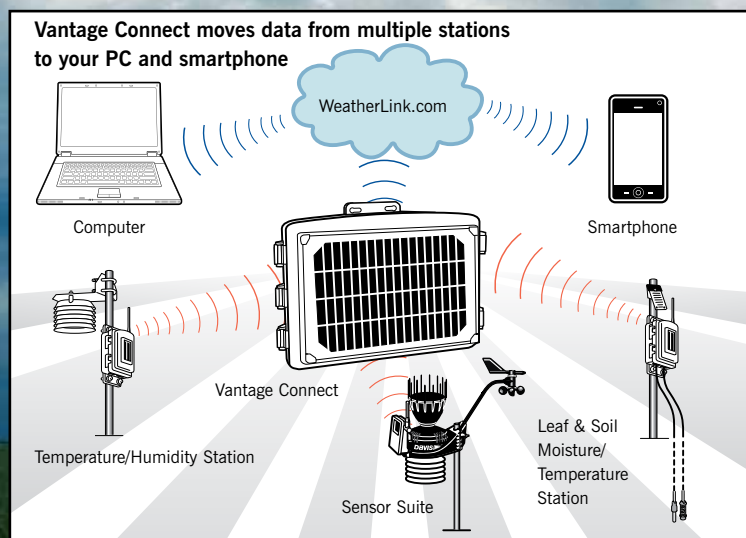 Vantage Connect moves data from multiple stations
to your PC and smartphone
WeatherLink.com
Computer
Smartphone
Vantage Connect
Temperature/Humidity Station
DAVIS
Sensor Suite
Leaf & Soil
Moisture/
Temperature
Station